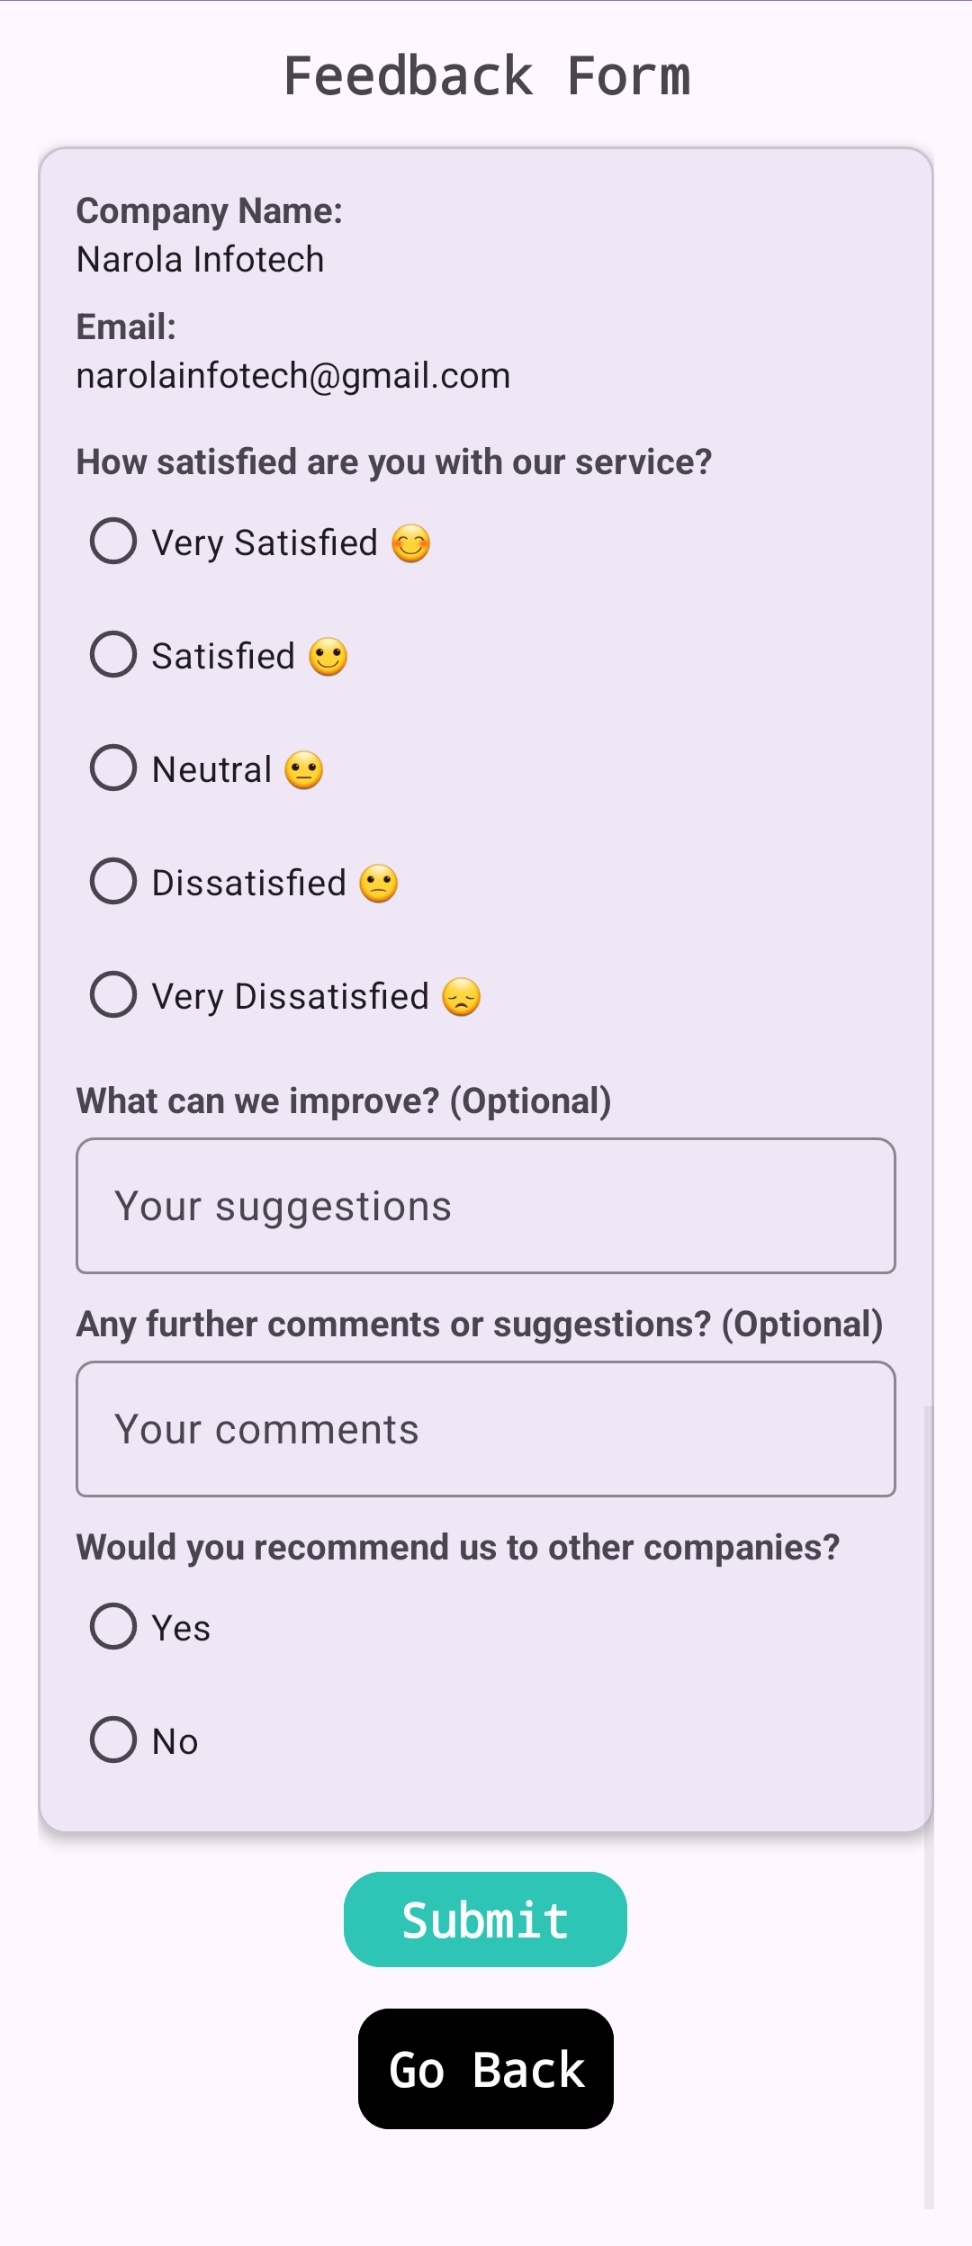 Feedback Form
Company Name:
Narola Infotech
Email:
narolainfotech@gmail.com
How satisfied are you with our service?
Very Satisfied 😊
Satisfied 🙂
Neutral 😐
Dissatisfied 🙁
Very Dissatisfied 😞
What can we improve? (Optional)
Your suggestions
Any further comments or suggestions? (Optional)
Your comments
Would you recommend us to other companies?
Yes
No
Submit
Go Back